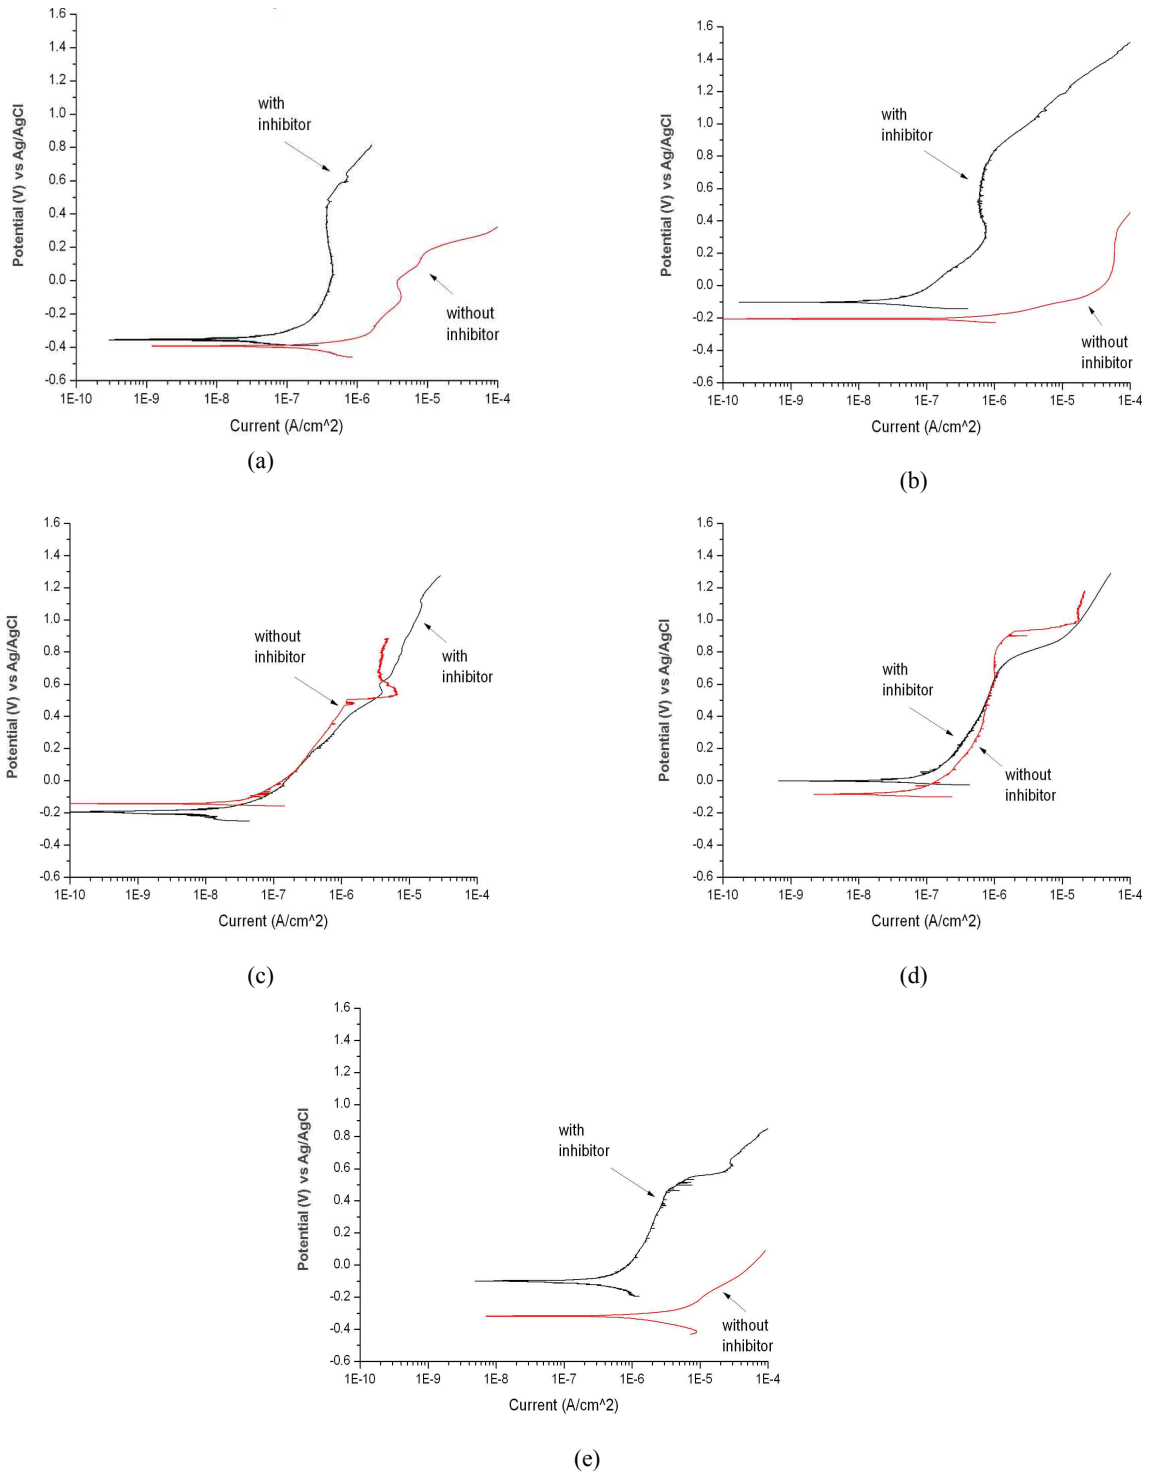 1.6
1.4
1.2
1.0
0.8
0.6
0.4
0.2
0.0
-0.2
-0.4
-0.6
Potential (V) vs Ag/AgCl
with
inhibitor
without
inhibitor
1E-10 1E-9 1E-8 1E-7 1E-6 1E-5 1E-4
Current (A/cm^2)
(a)
1.6
1.4
1.2
1.0
0.8
0.6
0.4
0.2
0.0
-0.2
-0.4
-0.6
Potential (V) vs Ag/AgCl
with
inhibitor
without
inhibitor
1E-10 1E-9 1E-8 1E-7 1E-6 1E-5 1E-4
Current (A/cm^2)
(b)
1.6
1.4
1.2
1.0
0.8
0.6
0.4
0.2
0.0
-0.2
-0.4
-0.6
Potential (V) vs Ag/AgCl
without
inhibitor
with
inhibitor
1E-10 1E-9 1E-8 1E-7 1E-6 1E-5 1E-4
Current (A/cm^2)
(c)
1.6
1.4
1.2
1.0
0.8
0.6
0.4
0.2
0.0
-0.2
-0.4
-0.6
Potential (V) vs Ag/AgCl
with
inhibitor
without
inhibitor
1E-10 1E-9 1E-8 1E-7 1E-6 1E-5 1E-4
Current (A/cm^2)
(d)
1.6
1.4
1.2
1.0
0.8
0.6
0.4
0.2
0.0
-0.2
-0.4
-0.6
Potential (V) vs Ag/AgCl
with
inhibitor
without
inhibitor
1E-10 1E-9 1E-8 1E-7 1E-6 1E-5 1E-4
Current (A/cm^2)
(e)